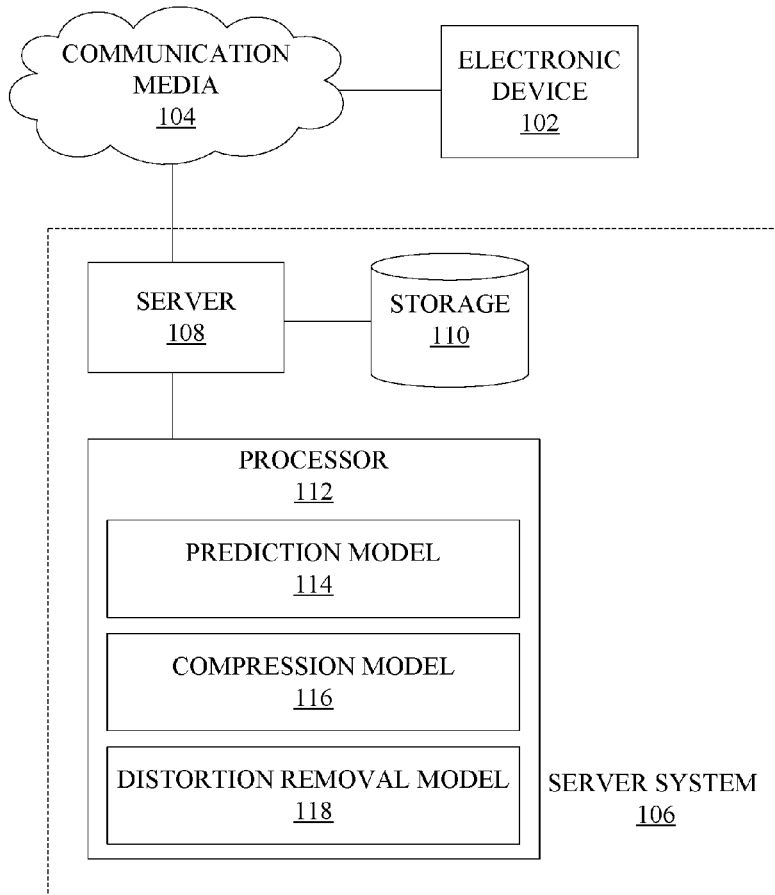 COMMUNICATION
MEDIA
104
ELECTRONIC
DEVICE
102
SERVER
108
STORAGE
110
PROCESSOR
112
PREDICTION MODEL
114
COMPRESSION MODEL
116
DISTORTION REMOVAL MODEL
118
SERVER SYSTEM
106